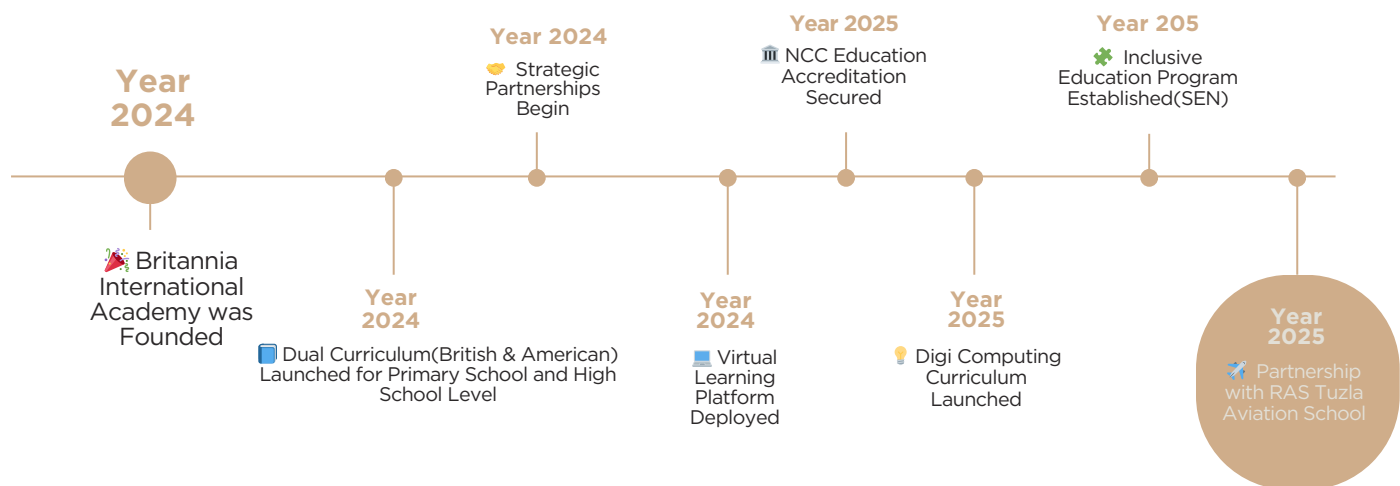 Year
2024
🎉 Britannia
International
Academy was
Founded
Year
2024
📘 Dual Curriculum(British & American)
Launched for Primary School and High
School Level
Year 2024
🤝 Strategic
Partnerships
Begin
Year
2024
💻 Virtual
Learning
Platform
Deployed
Year 2025
🏛️ NCC Education
Accreditation
Secured
Year
2025
💡 Digi Computing
Curriculum
Launched
Year 205
🧩 Inclusive
Education Program
Established(SEN)
Year
2025
✈️ Partnership
with RAS Tuzla
Aviation School